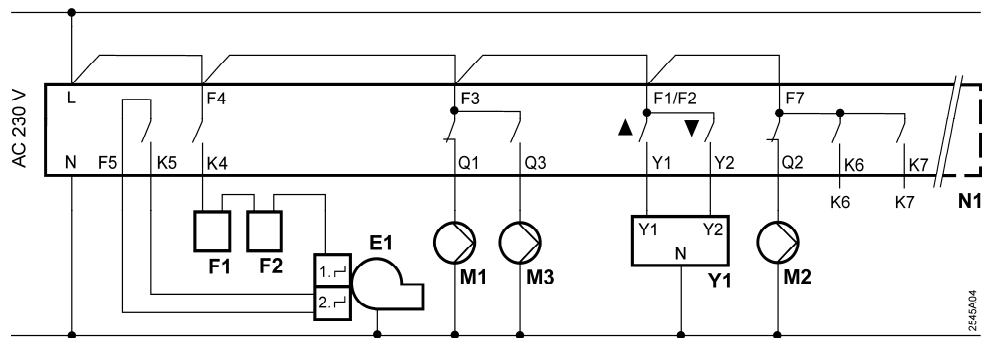 AC 230 V
L F4 F3 F1/F2 F7
▲ ▼
N F5 K5 K4 Q1 Q3 Y1 Y2 Q2 K6 K7
K6 K7 N1
Y1 Y2
N
F1 F2 E1 M1 M3 Y1 M2
1.
2.
2545A04